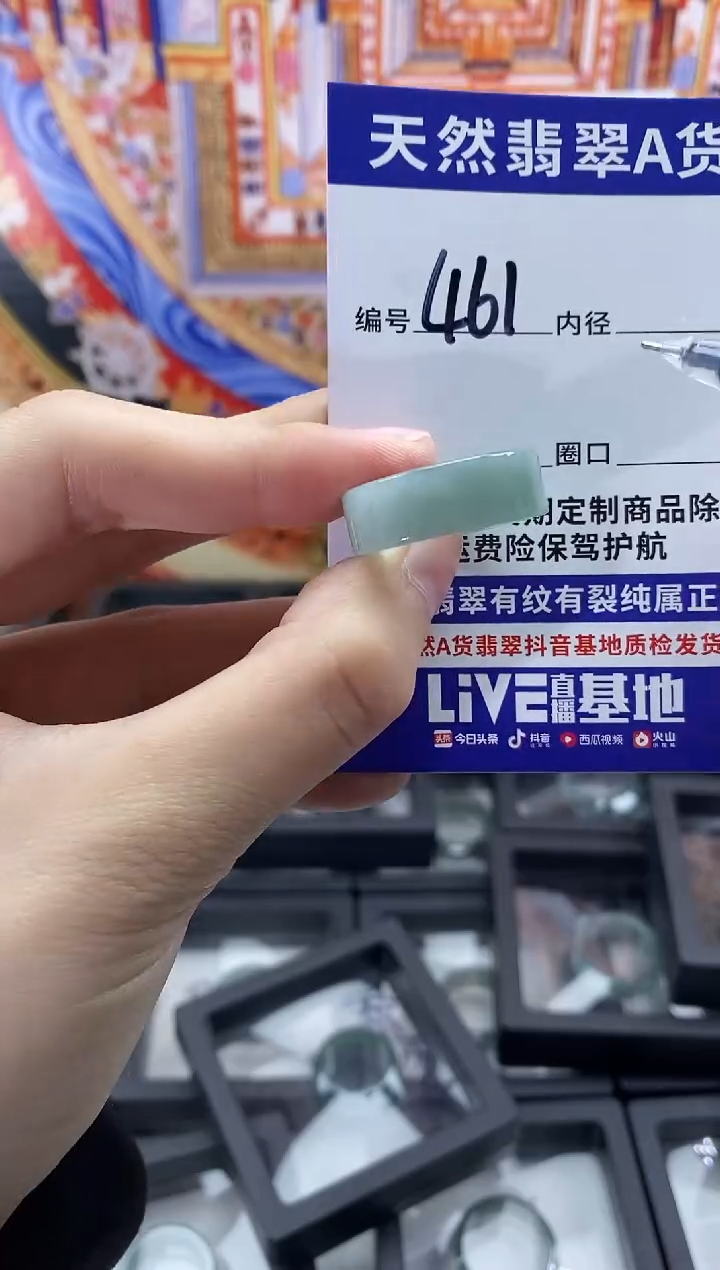 天然翡翠A货
编号 461 内径
圈口
期定制商品除
运费险保驾护航
翡翠有纹有裂纯属正
然A货翡翠抖音基地质检发货
LiVE直播基地
今日头条 抖音 西瓜视频 火山